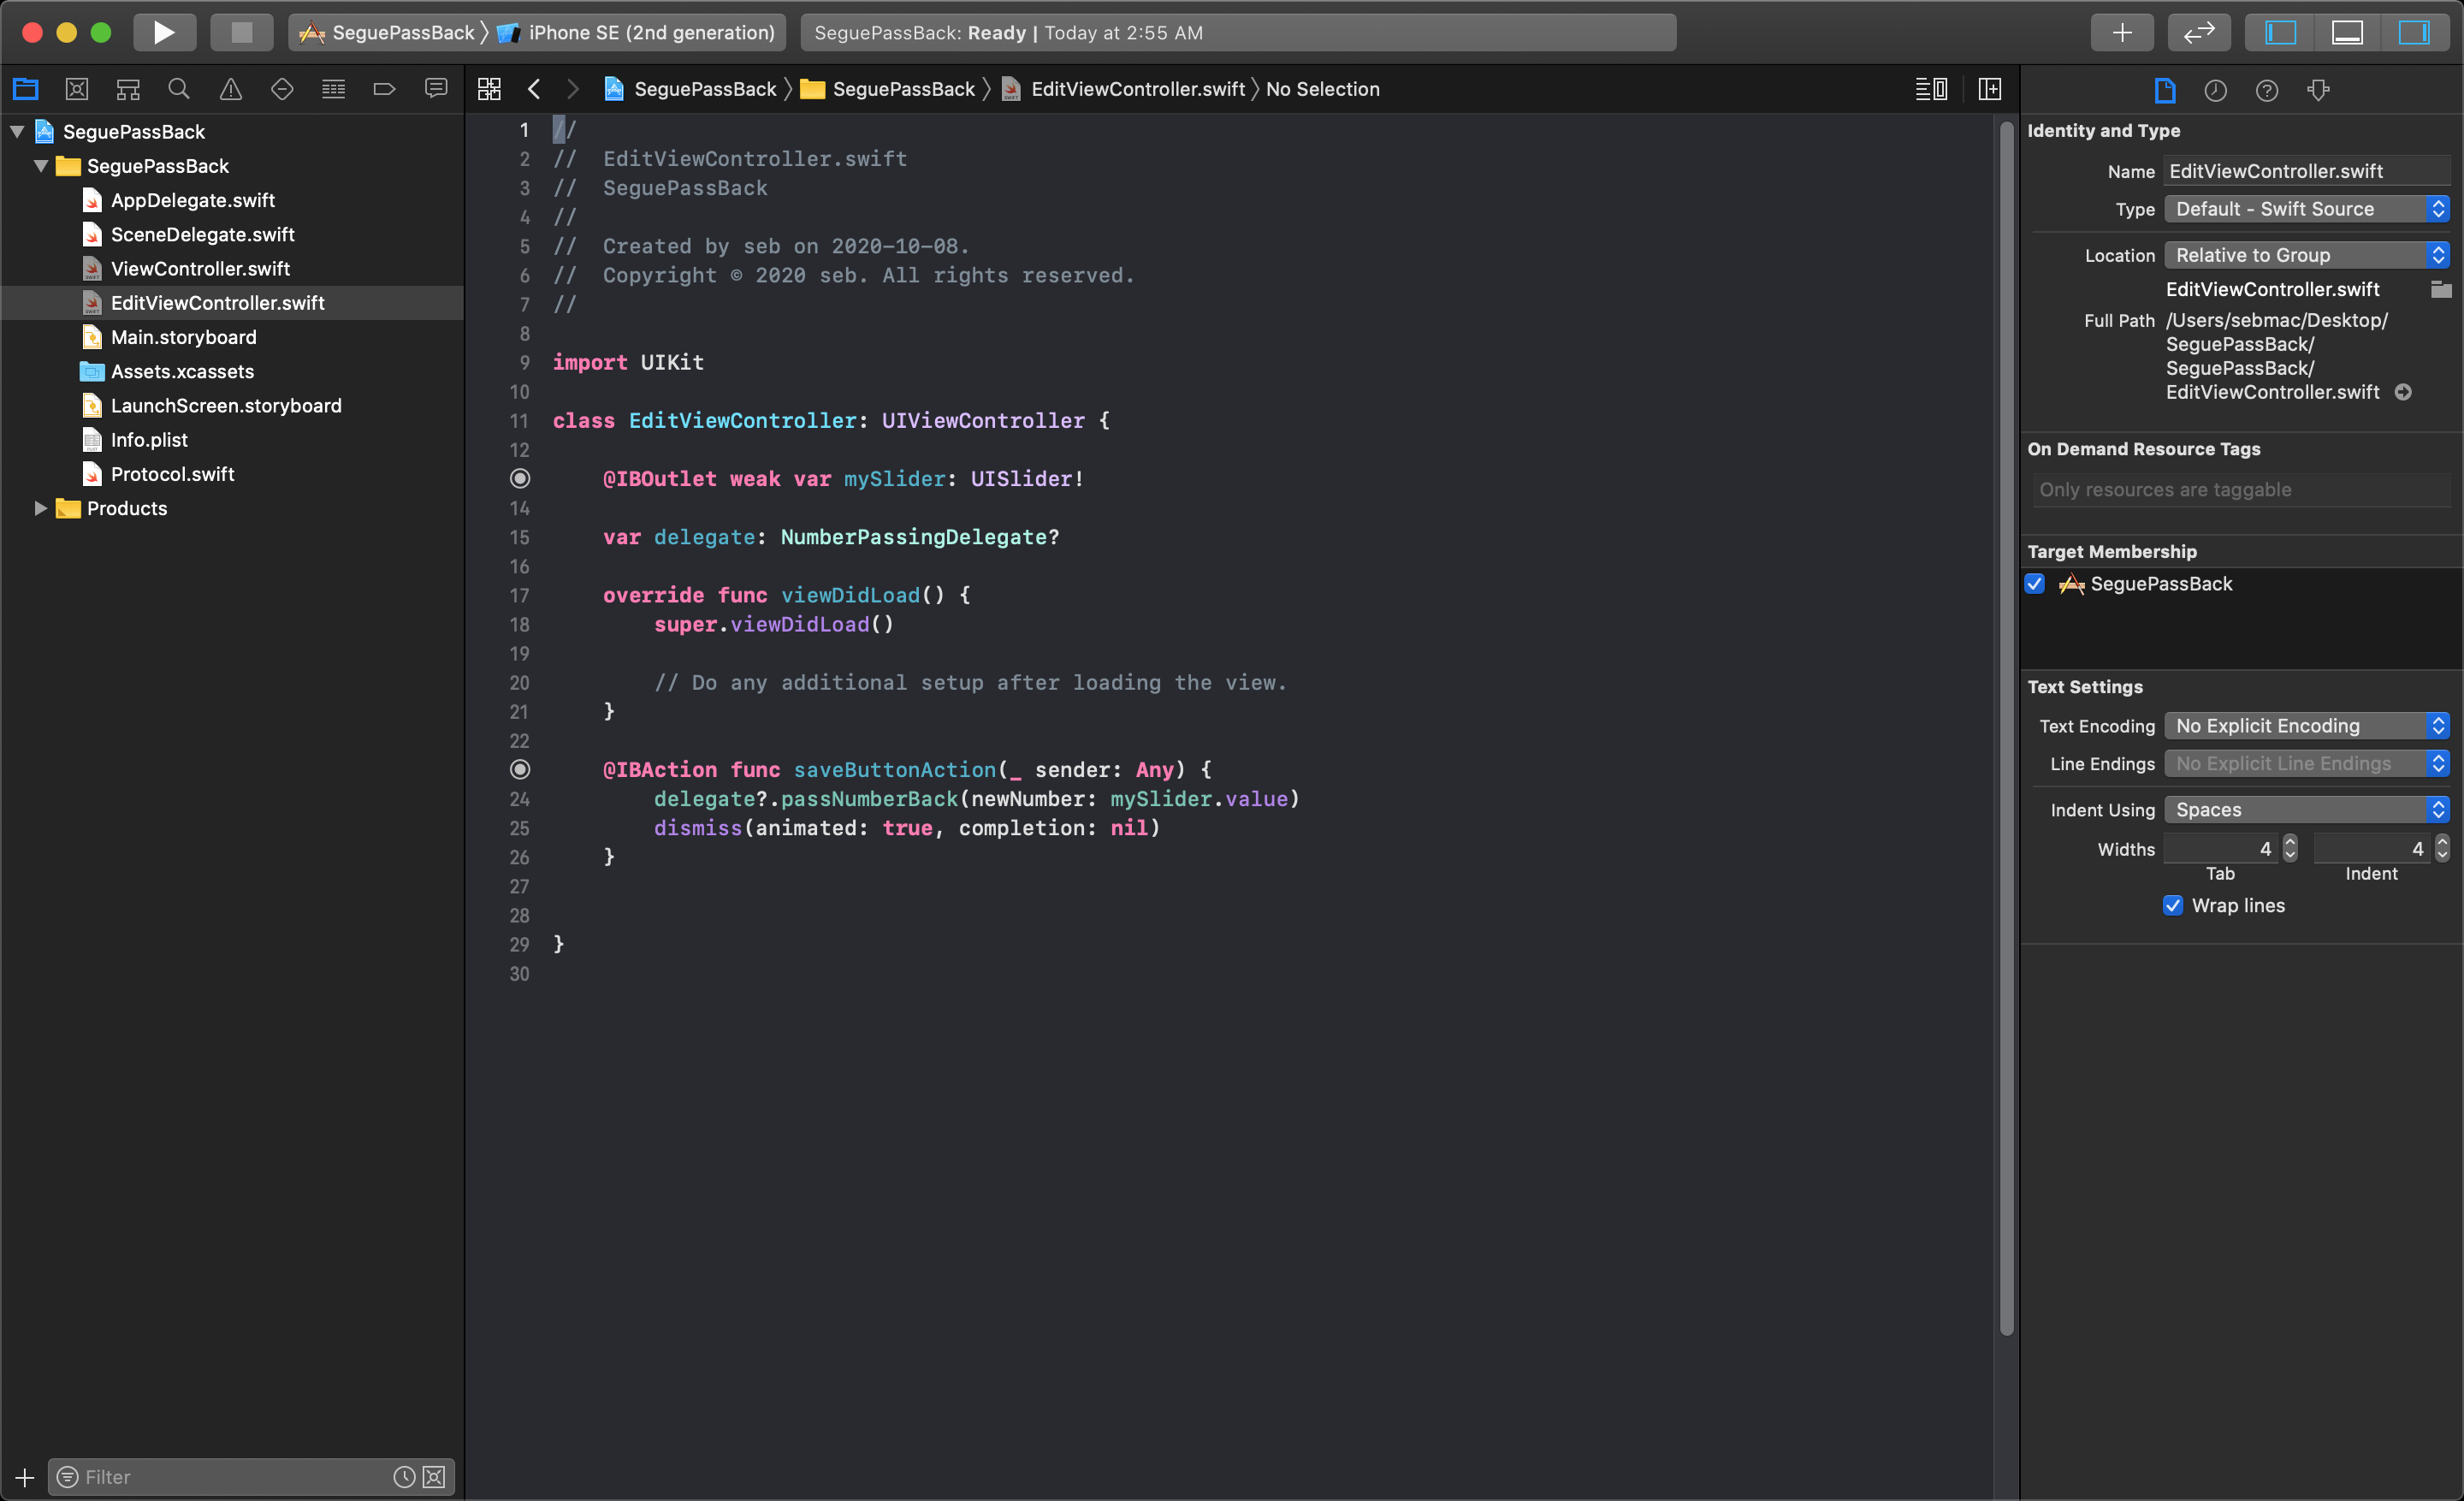 SeguePassBack 〉 iPhone SE (2nd generation)
SeguePassBack: Ready | Today at 2:55 AM
SeguePassBack
SeguePassBack
AppDelegate.swift
SceneDelegate.swift
ViewController.swift
EditViewController.swift
Main.storyboard
Assets.xcassets
LaunchScreen.storyboard
Info.plist
Protocol.swift
Products
Filter
SeguePassBack 〉 SeguePassBack 〉 EditViewController.swift 〉 No Selection
1 //
2 //  EditViewController.swift
3 //  SeguePassBack
4 //
5 //  Created by seb on 2020-10-08.
6 //  Copyright © 2020 seb. All rights reserved.
7 //
8
9 import UIKit
10
11 class EditViewController: UIViewController {
12
    @IBOutlet weak var mySlider: UISlider!
14
15     var delegate: NumberPassingDelegate?
16
17     override func viewDidLoad() {
18         super.viewDidLoad()
19
20         // Do any additional setup after loading the view.
21     }
22
    @IBAction func saveButtonAction(_ sender: Any) {
24         delegate?.passNumberBack(newNumber: mySlider.value)
25         dismiss(animated: true, completion: nil)
26     }
27
28
29 }
30
Identity and Type
Name EditViewController.swift
Type Default - Swift Source
Location Relative to Group
EditViewController.swift
Full Path /Users/sebmac/Desktop/
SeguePassBack/
SeguePassBack/
EditViewController.swift
On Demand Resource Tags
Only resources are taggable
Target Membership
SeguePassBack
Text Settings
Text Encoding No Explicit Encoding
Line Endings No Explicit Line Endings
Indent Using Spaces
Widths 4 4
Tab Indent
Wrap lines